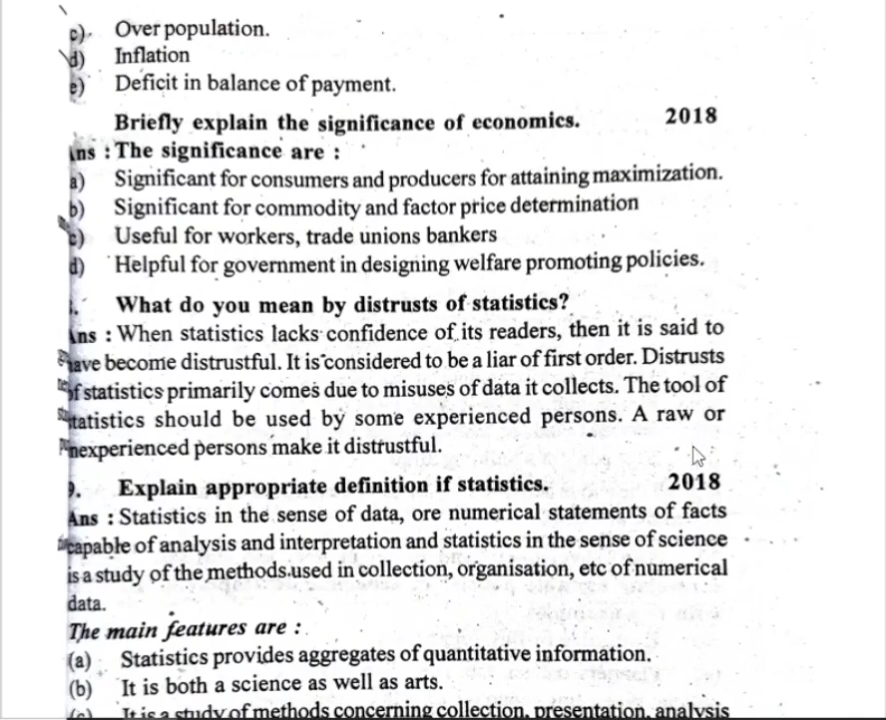 c) Over population.
d) Inflation
e) Deficit in balance of payment.
Briefly explain the significance of economics. 2018
Ans : The significance are :
a) Significant for consumers and producers for attaining maximization.
b) Significant for commodity and factor price determination
c) Useful for workers, trade unions bankers
d) Helpful for government in designing welfare promoting policies.
What do you mean by distrusts of statistics?
Ans : When statistics lacks confidence of its readers, then it is said to
have become distrustful. It is considered to be a liar of first order. Distrusts
of statistics primarily comes due to misuses of data it collects. The tool of
statistics should be used by some experienced persons. A raw or
inexperienced persons make it distrustful.
9. Explain appropriate definition if statistics. 2018
Ans : Statistics in the sense of data, ore numerical statements of facts
capable of analysis and interpretation and statistics in the sense of science
is a study of the methods used in collection, organisation, etc of numerical
data.
The main features are :
(a) Statistics provides aggregates of quantitative information.
(b) It is both a science as well as arts.
(c) It is a study of methods concerning collection, presentation, analysis